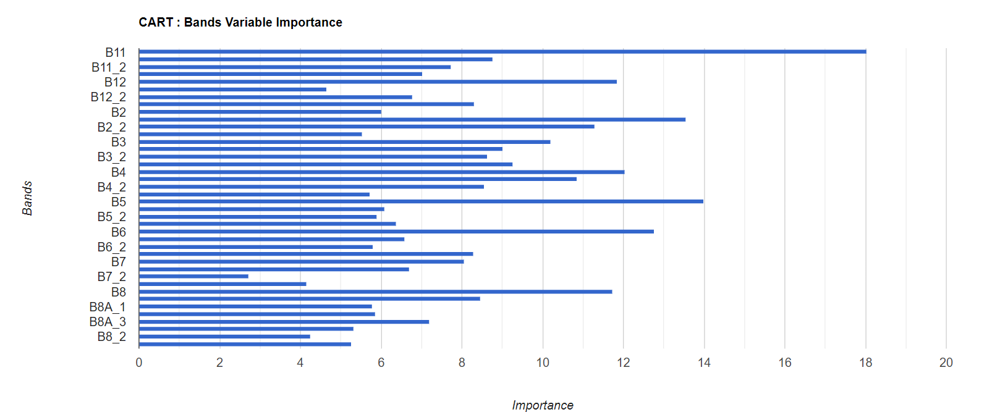 CART : Bands Variable Importance
B11
B11_2
B12
B12_2
B2
B2_2
B3
B3_2
B4
B4_2
B5
B5_2
B6
B6_2
B7
B7_2
B8
B8A_1
B8A_3
B8_2
Bands
0 2 4 6 8 10 12 14 16 18 20
Importance